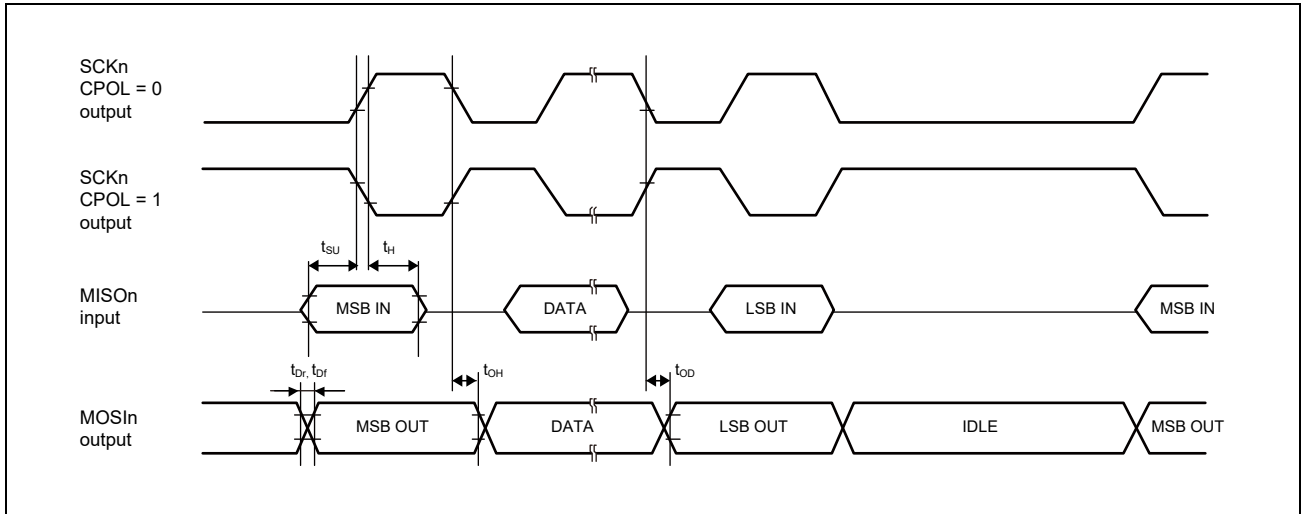 SCKn
CPOL = 0
output
SCKn
CPOL = 1
output
tSU
tH
MISOn
input
MSB IN
DATA
LSB IN
MSB IN
tDr, tDf
tOH
tOD
MOSIn
output
MSB OUT
DATA
LSB OUT
IDLE
MSB OUT